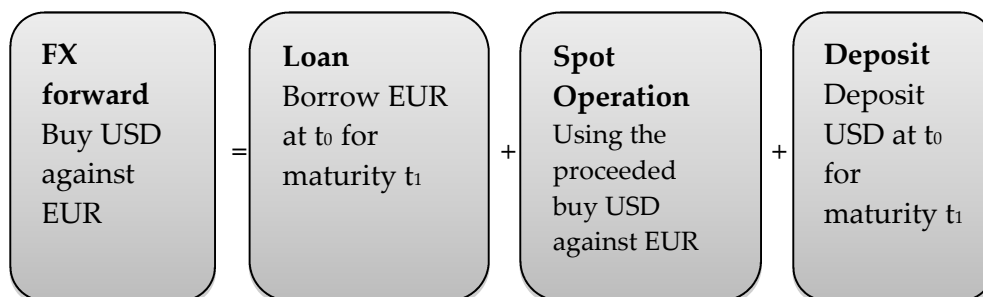 FX
forward
Buy USD
against
EUR
=
Loan
Borrow EUR
at t₀ for
maturity t₁
+
Spot
Operation
Using the
proceeded
buy USD
against EUR
+
Deposit
Deposit
USD at t₀
for
maturity t₁